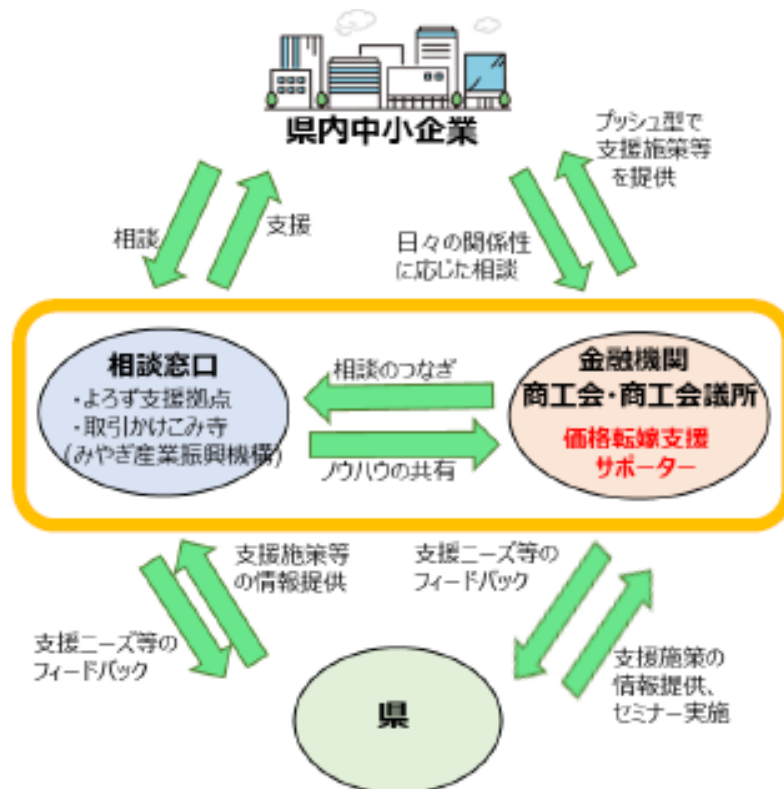 県内中小企業
プッシュ型で
支援施策等
を提供
相談
支援
日々の関係性
に応じた相談
相談窓口
・よろず支援拠点
・取引かけこみ寺
(みやぎ産業振興機構)
相談のつなぎ
ノウハウの共有
金融機関
商工会・商工会議所
価格転嫁支援
サポーター
支援ニーズ等の
フィードバック
支援施策等
の情報提供
支援ニーズ等の
フィードバック
支援施策の
情報提供、
セミナー実施
県